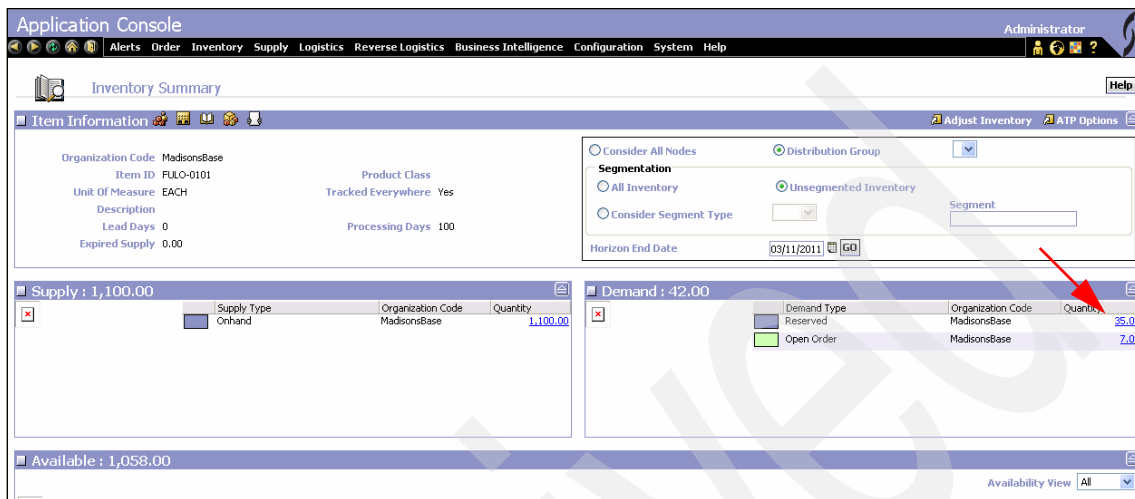 Application Console
Administrator
Alerts Order Inventory Supply Logistics Reverse Logistics Business Intelligence Configuration System Help
?
Inventory Summary
Help
Item Information
Adjust Inventory ATP Options
Organization Code MadisonsBase
Item ID FULO-0101 Product Class
Unit Of Measure EACH Tracked Everywhere Yes
Description
Lead Days 0 Processing Days 100
Expired Supply 0.00
Consider All Nodes Distribution Group
Segmentation
All Inventory Unsegmented Inventory
Consider Segment Type Segment
Horizon End Date 03/11/2011 GO
Supply : 1,100.00
Supply Type Organization Code Quantity
Onhand MadisonsBase 1,100.00
Demand : 42.00
Demand Type Organization Code Quantity
Reserved MadisonsBase 35.0
Open Order MadisonsBase 7.0
Available : 1,058.00
Availability View All